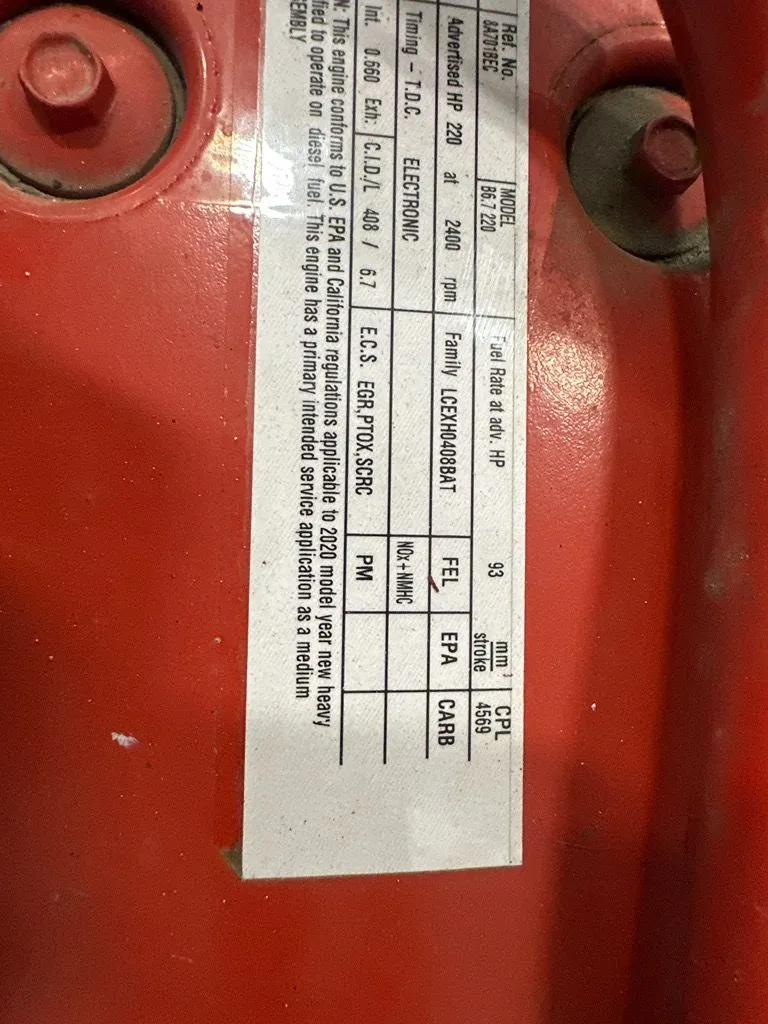 Ref. No. MODEL Fuel Rate at adv. HP 93 mm³ CPL
8A701BEC B6.7 220 stroke 4569
Advertised HP 220 at 2400 rpm Family LCEXH0408BAT FEL EPA CARB
Timing – T.D.C. ELECTRONIC NOx+NMHC
Int. 0.660 Exh: C.I.D./L 408 / 6.7 E.C.S. EGR,PTOX,SCRC PM
N: This engine conforms to U.S. EPA and California regulations applicable to 2020 model year new heavy
fied to operate on diesel fuel. This engine has a primary intended service application as a medium
EMBLY